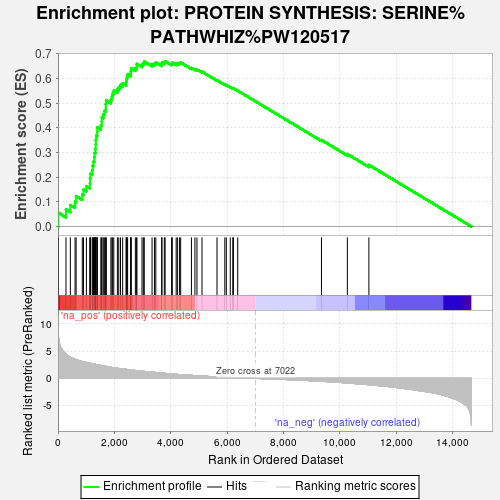 Enrichment plot: PROTEIN SYNTHESIS: SERINE%
PATHWHIZ%PW120517
Enrichment score (ES)
0.7
0.6
0.5
0.4
0.3
0.2
0.1
0.0
'na_pos' (positively correlated)
Ranked list metric (PreRanked)
10
5
0
-5
Zero cross at 7022
'na_neg' (negatively correlated)
0
2,000
4,000
6,000
8,000
10,000
12,000
14,000
Rank in Ordered Dataset
Enrichment profile
Hits
Ranking metric scores